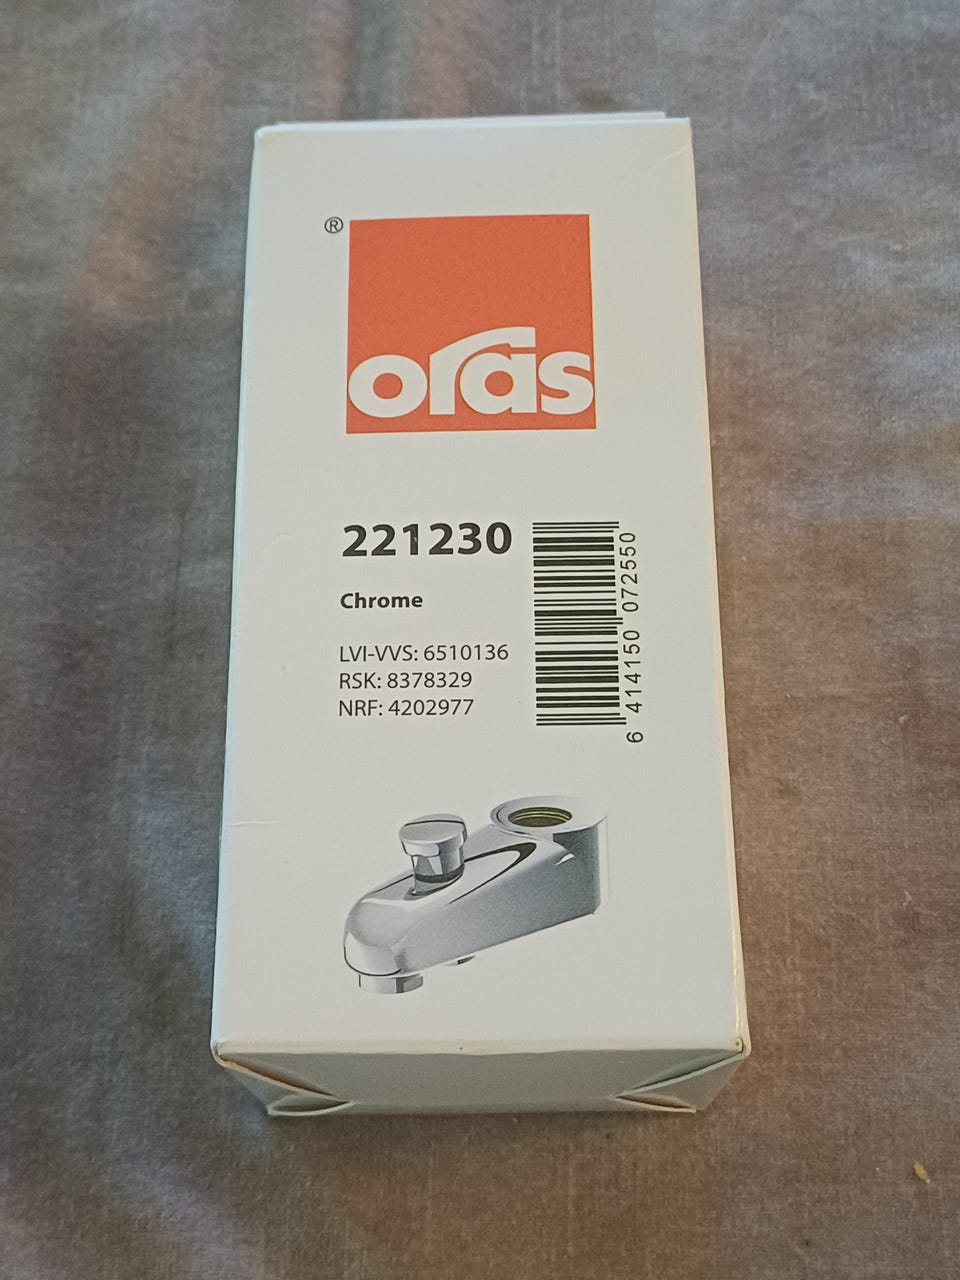 ®
oras
221230
Chrome
LVI-VVS: 6510136
RSK: 8378329
NRF: 4202977
6 414150 072550